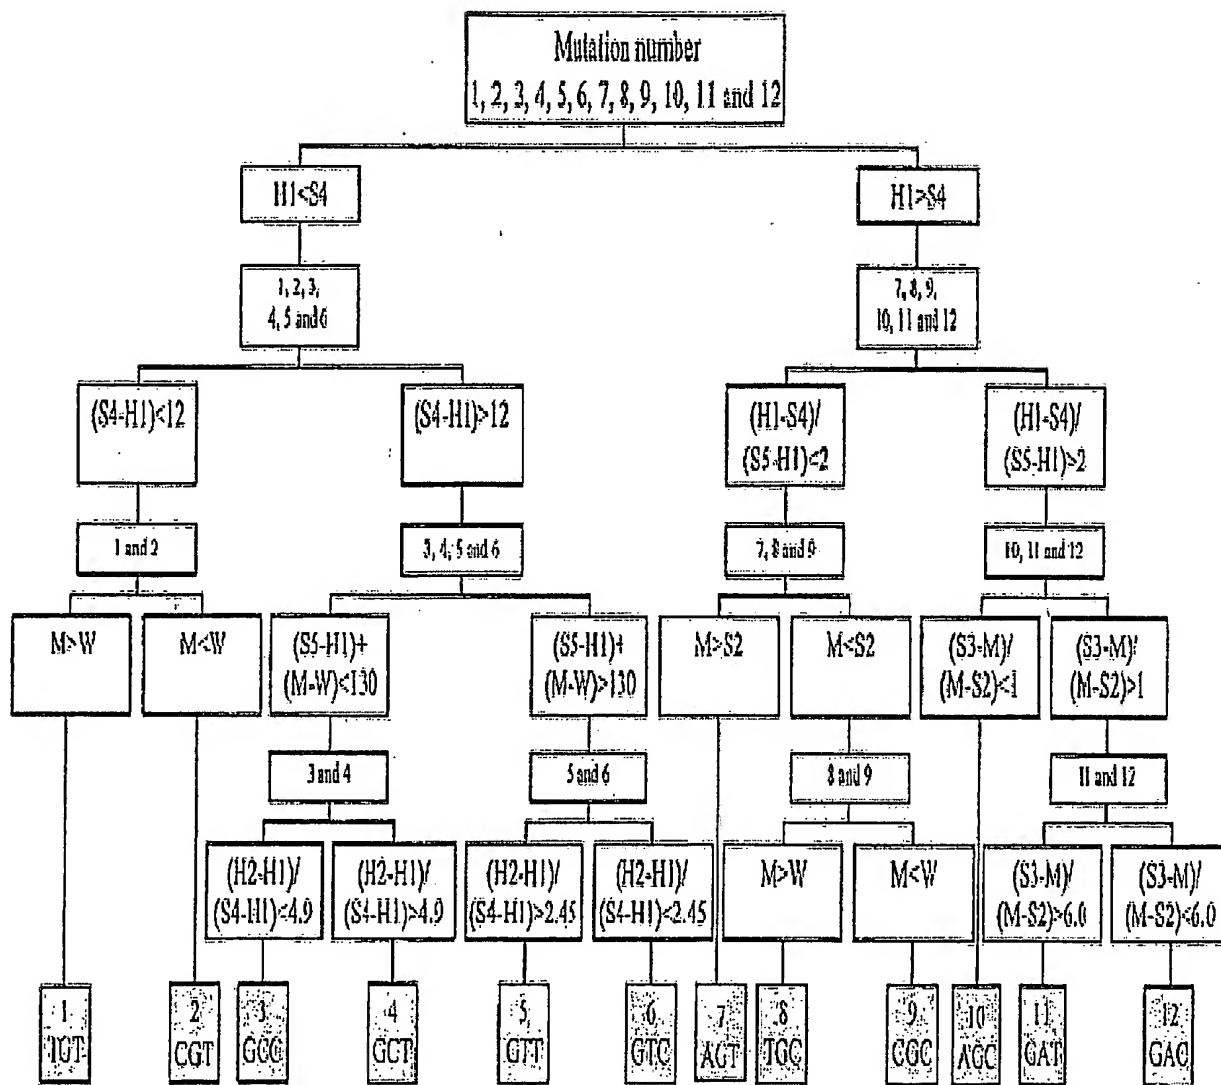 Mutation number
1, 2, 3, 4, 5, 6, 7, 8, 9, 10, 11 and 12
H1<S4
H1>S4
1, 2, 3,
4, 5 and 6
7, 8, 9,
10, 11 and 12
(S4-H1)<12
(S4-H1)>12
(H1-S4)/
(S5-H1)<2
(H1-S4)/
(S5-H1)>2
1 and 2
3, 4, 5 and 6
7, 8 and 9
10, 11 and 12
M>W
M<W
(S5-H1)+
(M-W)<130
(S5-H1)+
(M-W)>130
M>S2
M<S2
(S3-M)/
(M-S2)<1
(S3-M)/
(M-S2)>1
3 and 4
5 and 6
8 and 9
11 and 12
(H2-H1)/
(S4-H1)<4.9
(H2-H1)/
(S4-H1)>4.9
(H2-H1)/
(S4-H1)>2.45
(H2-H1)/
(S4-H1)<2.45
M>W
M<W
(S3-M)/
(M-S2)>6.0
(S3-M)/
(M-S2)<6.0
1
TGT
2
CGT
3
GCC
4
GCT
5
GTT
6
GTC
7
AGT
8
TGC
9
CGC
10
AGC
11
GAT
12
GAC